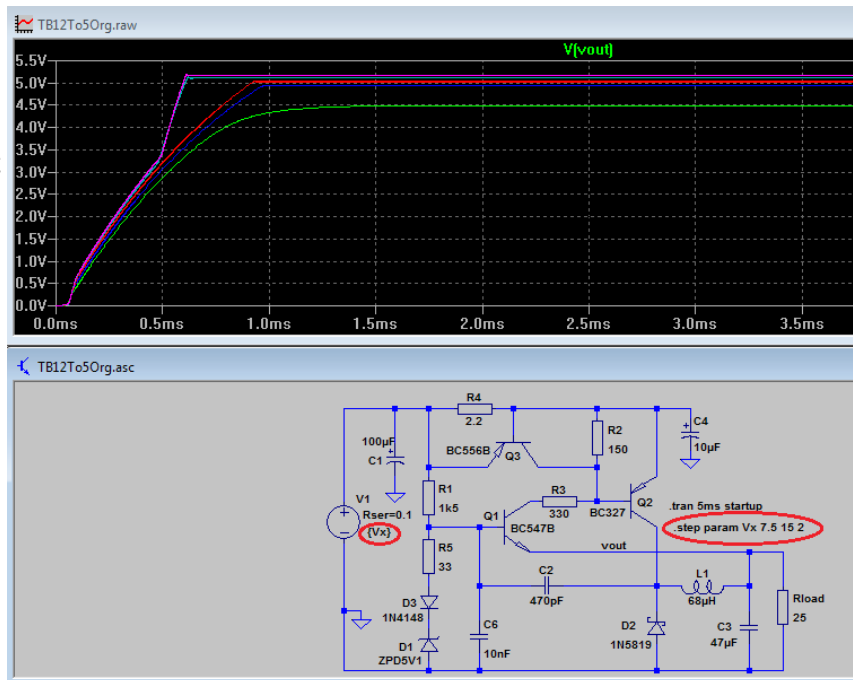 TB12To5Org.raw
V(vout)
5.5V
5.0V
4.5V
4.0V
3.5V
3.0V
2.5V
2.0V
1.5V
1.0V
0.5V
0.0V
0.0ms 0.5ms 1.0ms 1.5ms 2.0ms 2.5ms 3.0ms 3.5ms
TB12To5Org.asc
R4
2.2
100µF
C1
BC556B
Q3
R2
150
C4
10µF
V1
Rser=0.1
{Vx}
R1
1k5
Q1
BC547B
R3
330
BC327
Q2
.tran 5ms startup
.step param Vx 7.5 15 2
vout
R5
33
C2
470pF
L1
68µH
Rload
25
D3
1N4148
D1
ZPD5V1
C6
10nF
D2
1N5819
C3
47µF